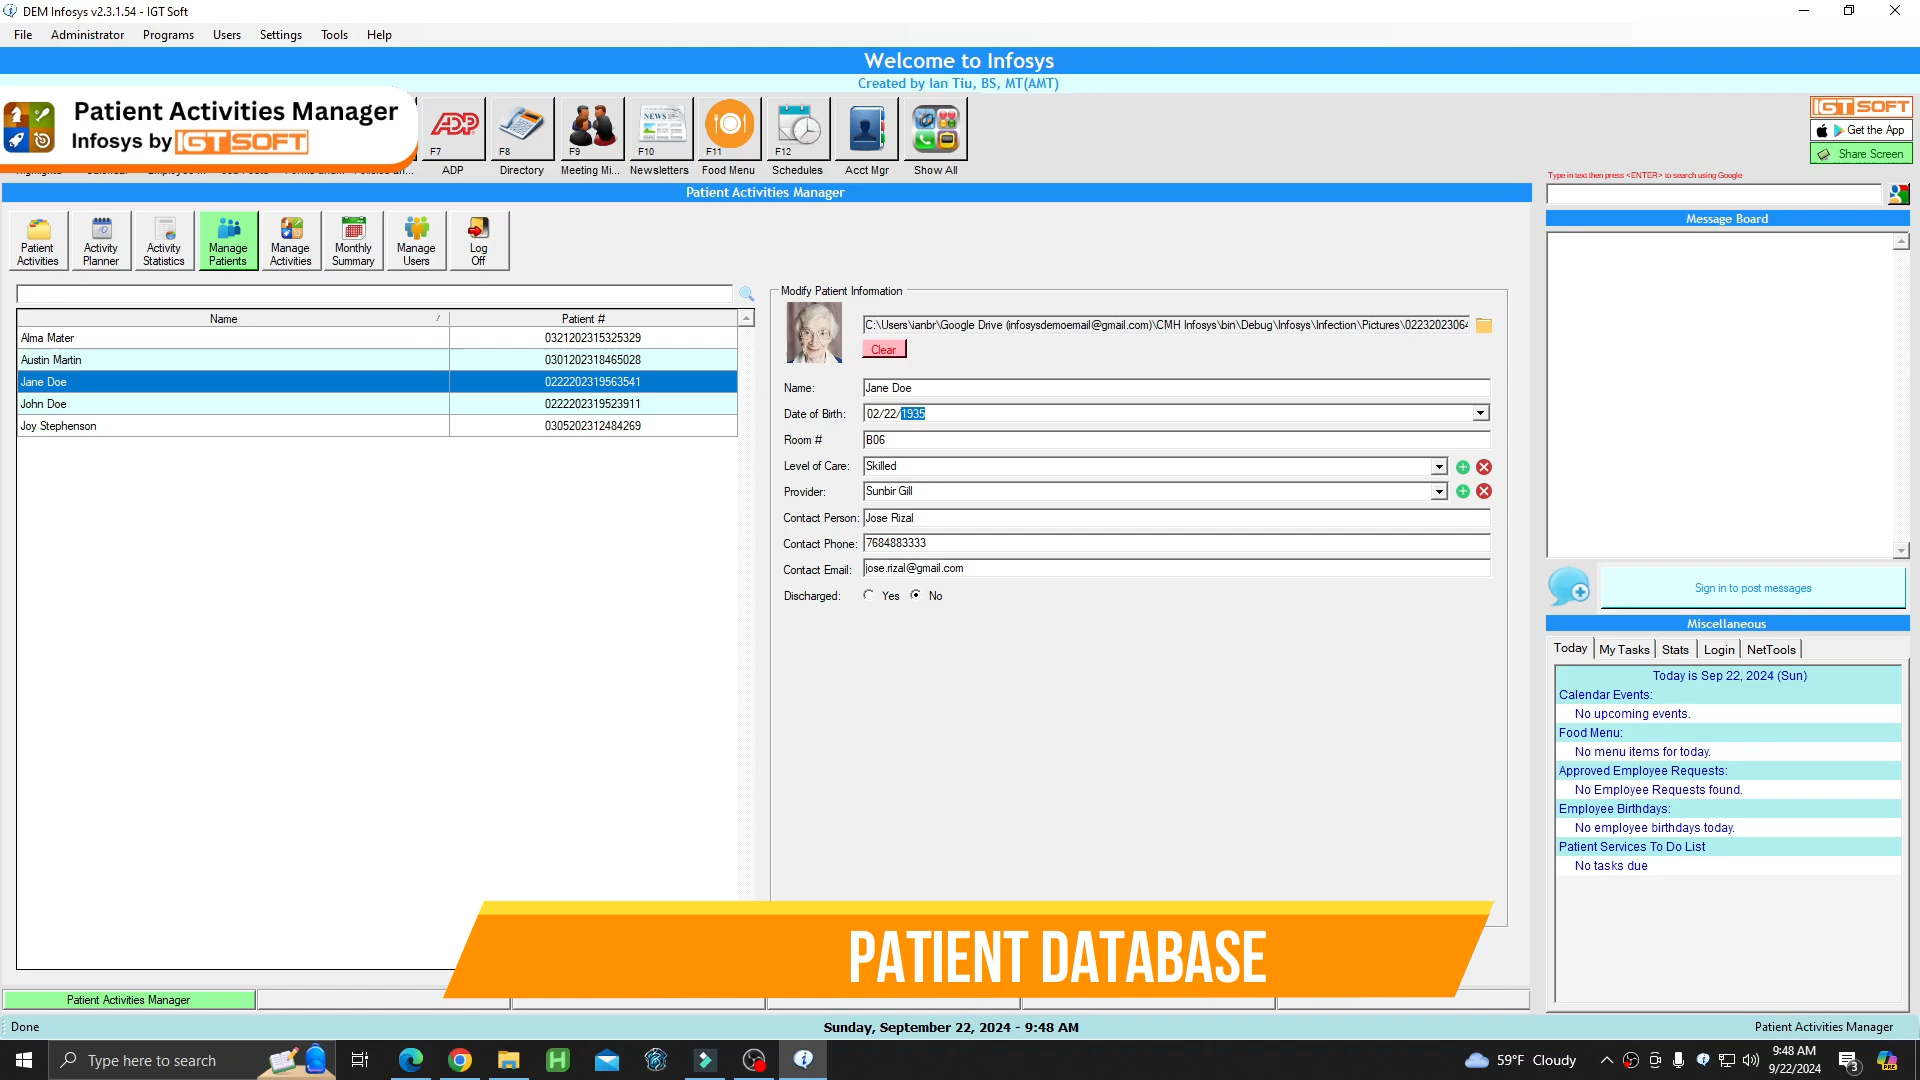 DEM Infosys v2.3.1.54 - IGT Soft
File Administrator Programs Users Settings Tools Help
Welcome to Infosys
Created by Ian Tiu, BS, MT(AMT)
Patient Activities Manager
Infosys by IGT SOFT
ADP
F7 F8 F9 NEWS F10 F11 F12
ADP Directory Meeting Mi... Newsletters Food Menu Schedules Acct Mgr Show All
IGT SOFT
Get the App
Share Screen
Type in text then press <ENTER> to search using Google
Patient Activities Manager
Message Board
Patient Activities
Activity Planner
Activity Statistics
Manage Patients
Manage Activities
Monthly Summary
Manage Users
Log Off
Name Patient #
Alma Mater 0321202315325329
Austin Martin 0301202318465028
Jane Doe 0222202319563541
John Doe 0222202319523911
Joy Stephenson 0305202312484269
Modify Patient Information
C:\Users\ianbr\Google Drive (infosysdemoemail@gmail.com)\CMH Infosys\bin\Debug\Infosys\Infection\Pictures\02232023064
Clear
Name: Jane Doe
Date of Birth: 02/22/1935
Room # B06
Level of Care: Skilled
Provider: Sunbir Gill
Contact Person: Jose Rizal
Contact Phone: 7684883333
Contact Email: jose.rizal@gmail.com
Discharged: Yes No
Sign in to post messages
Miscellaneous
Today My Tasks Stats Login NetTools
Today is Sep 22, 2024 (Sun)
Calendar Events:
No upcoming events.
Food Menu:
No menu items for today.
Approved Employee Requests:
No Employee Requests found.
Employee Birthdays:
No employee birthdays today.
Patient Services To Do List
No tasks due
PATIENT DATABASE
Patient Activities Manager
Done Sunday, September 22, 2024 - 9:48 AM Patient Activities Manager
Type here to search
59°F Cloudy
9:48 AM
9/22/2024
3